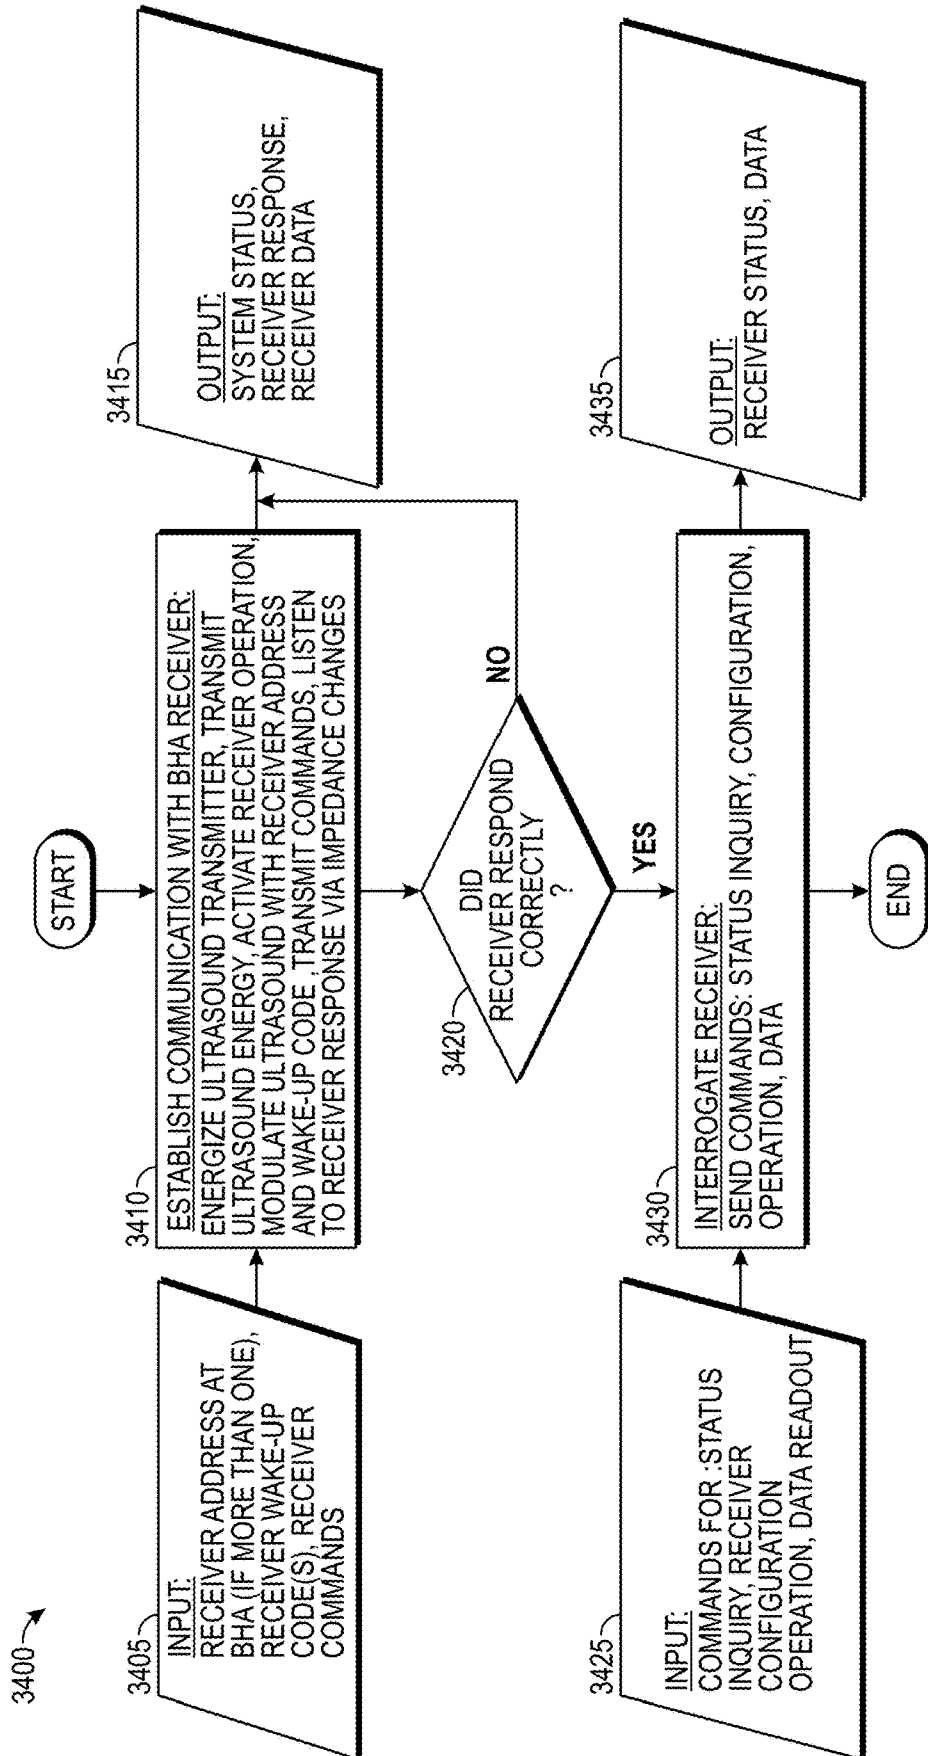 3400
START
3405
INPUT:
RECEIVER ADDRESS AT
BHA (IF MORE THAN ONE),
RECEIVER WAKE-UP
CODE(S), RECEIVER
COMMANDS
3410
ESTABLISH COMMUNICATION WITH BHA RECEIVER:
ENERGIZE ULTRASOUND TRANSMITTER, TRANSMIT
ULTRASOUND ENERGY, ACTIVATE RECEIVER OPERATION,
MODULATE ULTRASOUND WITH RECEIVER ADDRESS
AND WAKE-UP CODE ,TRANSMIT COMMANDS, LISTEN
TO RECEIVER RESPONSE VIA IMPEDANCE CHANGES
3415
OUTPUT:
SYSTEM STATUS,
RECEIVER RESPONSE,
RECEIVER DATA
3420
DID
RECEIVER RESPOND
CORRECTLY
?
NO
YES
3425
INPUT:
COMMANDS FOR :STATUS
INQUIRY, RECEIVER
CONFIGURATION
OPERATION, DATA READOUT
3430
INTERROGATE RECEIVER:
SEND COMMANDS: STATUS INQUIRY, CONFIGURATION,
OPERATION, DATA
3435
OUTPUT:
RECEIVER STATUS, DATA
END